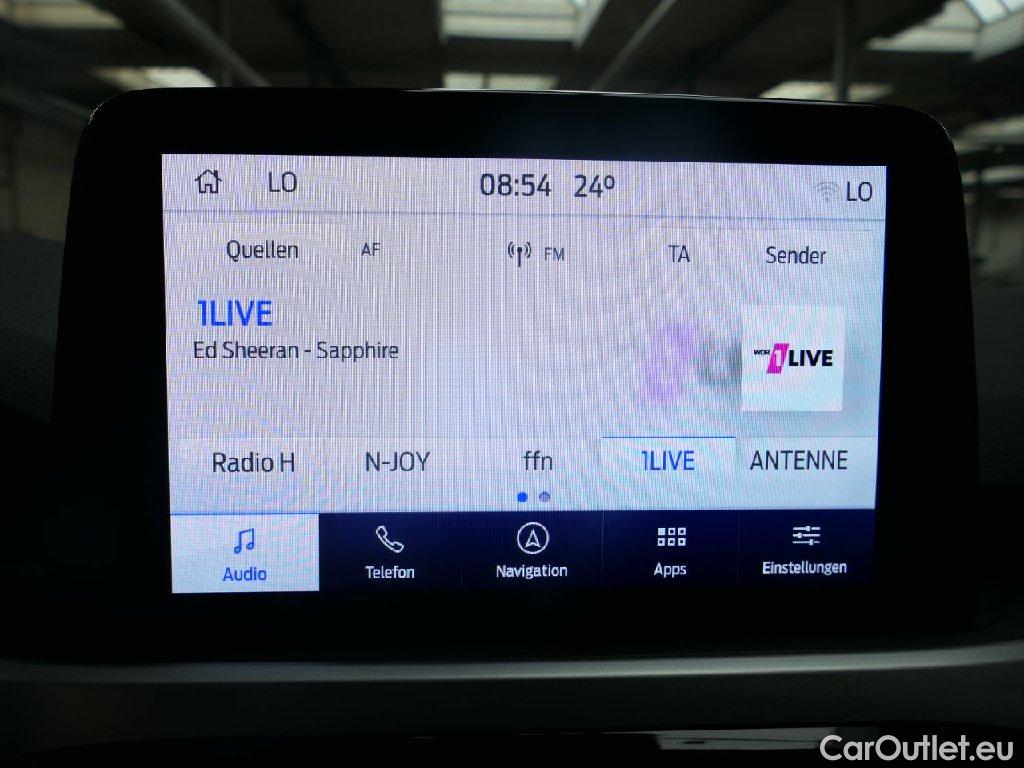 LO 08:54 24° LO
Quellen AF FM TA Sender
1LIVE
Ed Sheeran - Sapphire
WDR 1LIVE
Radio H N-JOY ffn 1LIVE ANTENNE
Audio Telefon Navigation Apps Einstellungen
CarOutlet.eu